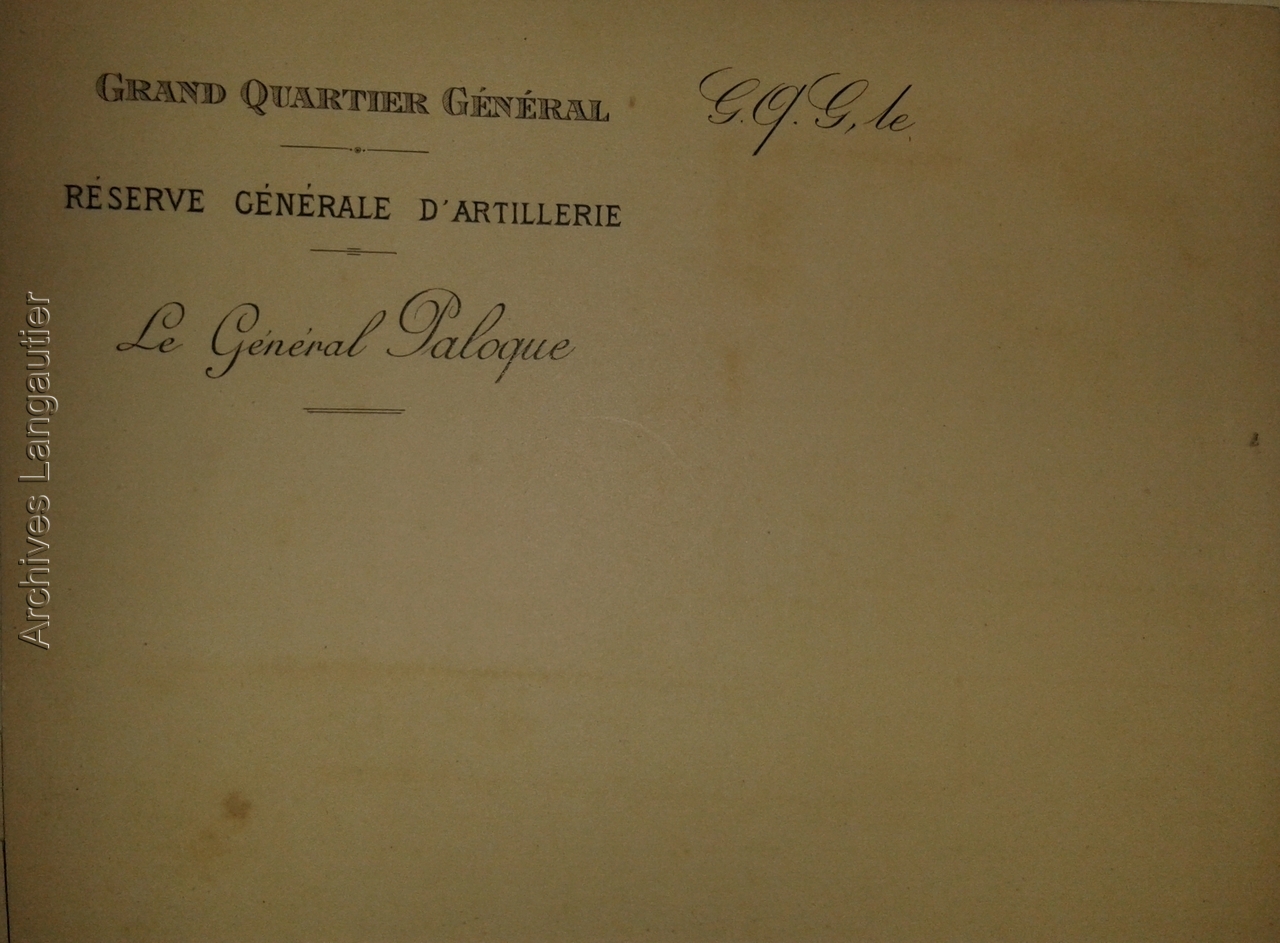 GRAND QUARTIER GÉNÉRAL
G.Q.G, le
RÉSERVE GÉNÉRALE D'ARTILLERIE
Le Général Paloque
Archives Langautier